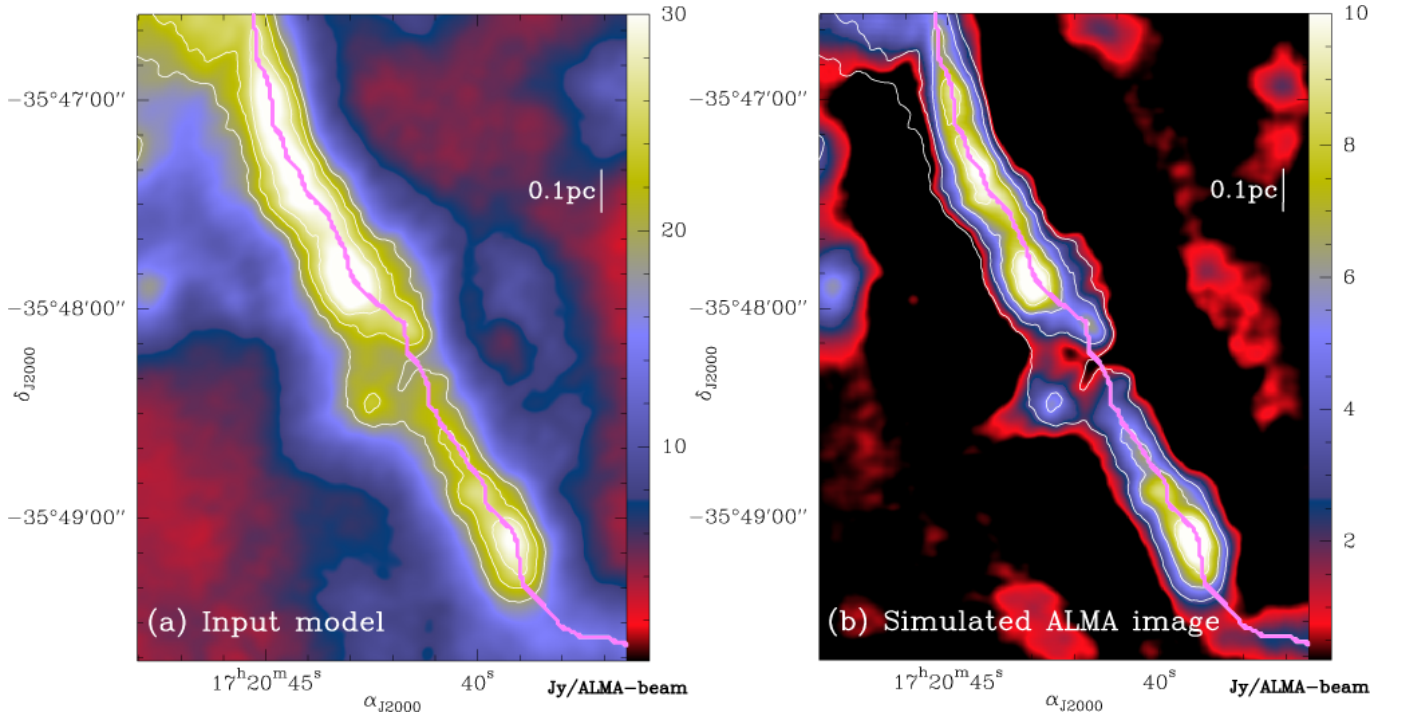 30
20
10
−35°47′00″
−35°48′00″
−35°49′00″
δJ2000
0.1pc
(a) Input model
17h20m45s
40s
αJ2000
Jy/ALMA−beam
10
8
6
4
2
−35°47′00″
−35°48′00″
−35°49′00″
δJ2000
0.1pc
(b) Simulated ALMA image
17h20m45s
40s
αJ2000
Jy/ALMA−beam